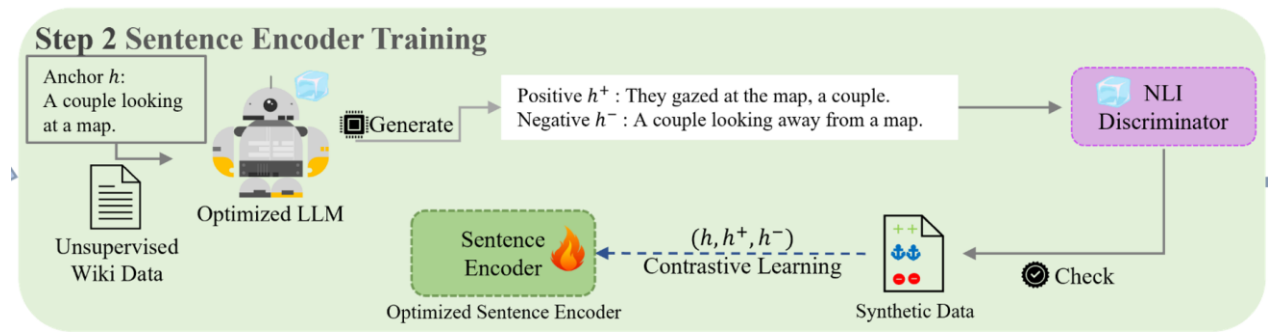 Step 2 Sentence Encoder Training
Anchor h:
A couple looking
at a map.
Generate
Optimized LLM
Unsupervised
Wiki Data
Positive h⁺ : They gazed at the map, a couple.
Negative h⁻ : A couple looking away from a map.
NLI
Discriminator
Check
Synthetic Data
(h, h⁺, h⁻)
Contrastive Learning
Sentence
Encoder
Optimized Sentence Encoder